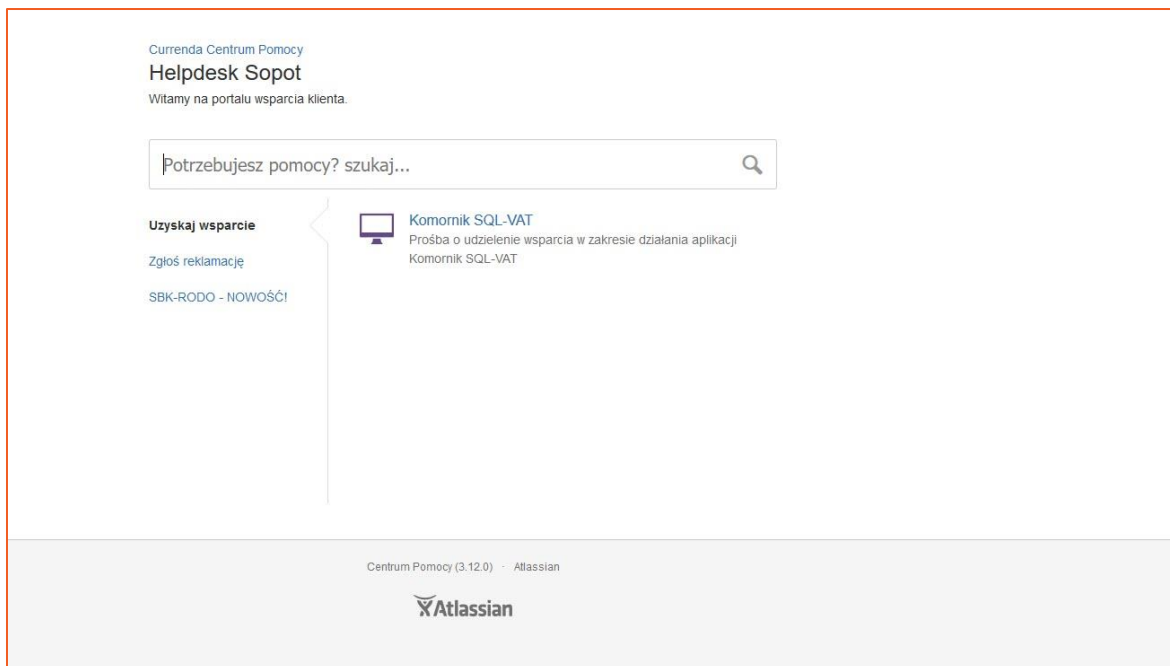 Currenda Centrum Pomocy
Helpdesk Sopot
Witamy na portalu wsparcia klienta.
Potrzebujesz pomocy? szukaj...
Uzyskaj wsparcie
Zgłoś reklamację
SBK-RODO - NOWOŚĆ!
Komornik SQL-VAT
Prośba o udzielenie wsparcia w zakresie działania aplikacji
Komornik SQL-VAT
Centrum Pomocy (3.12.0) · Atlassian
Atlassian